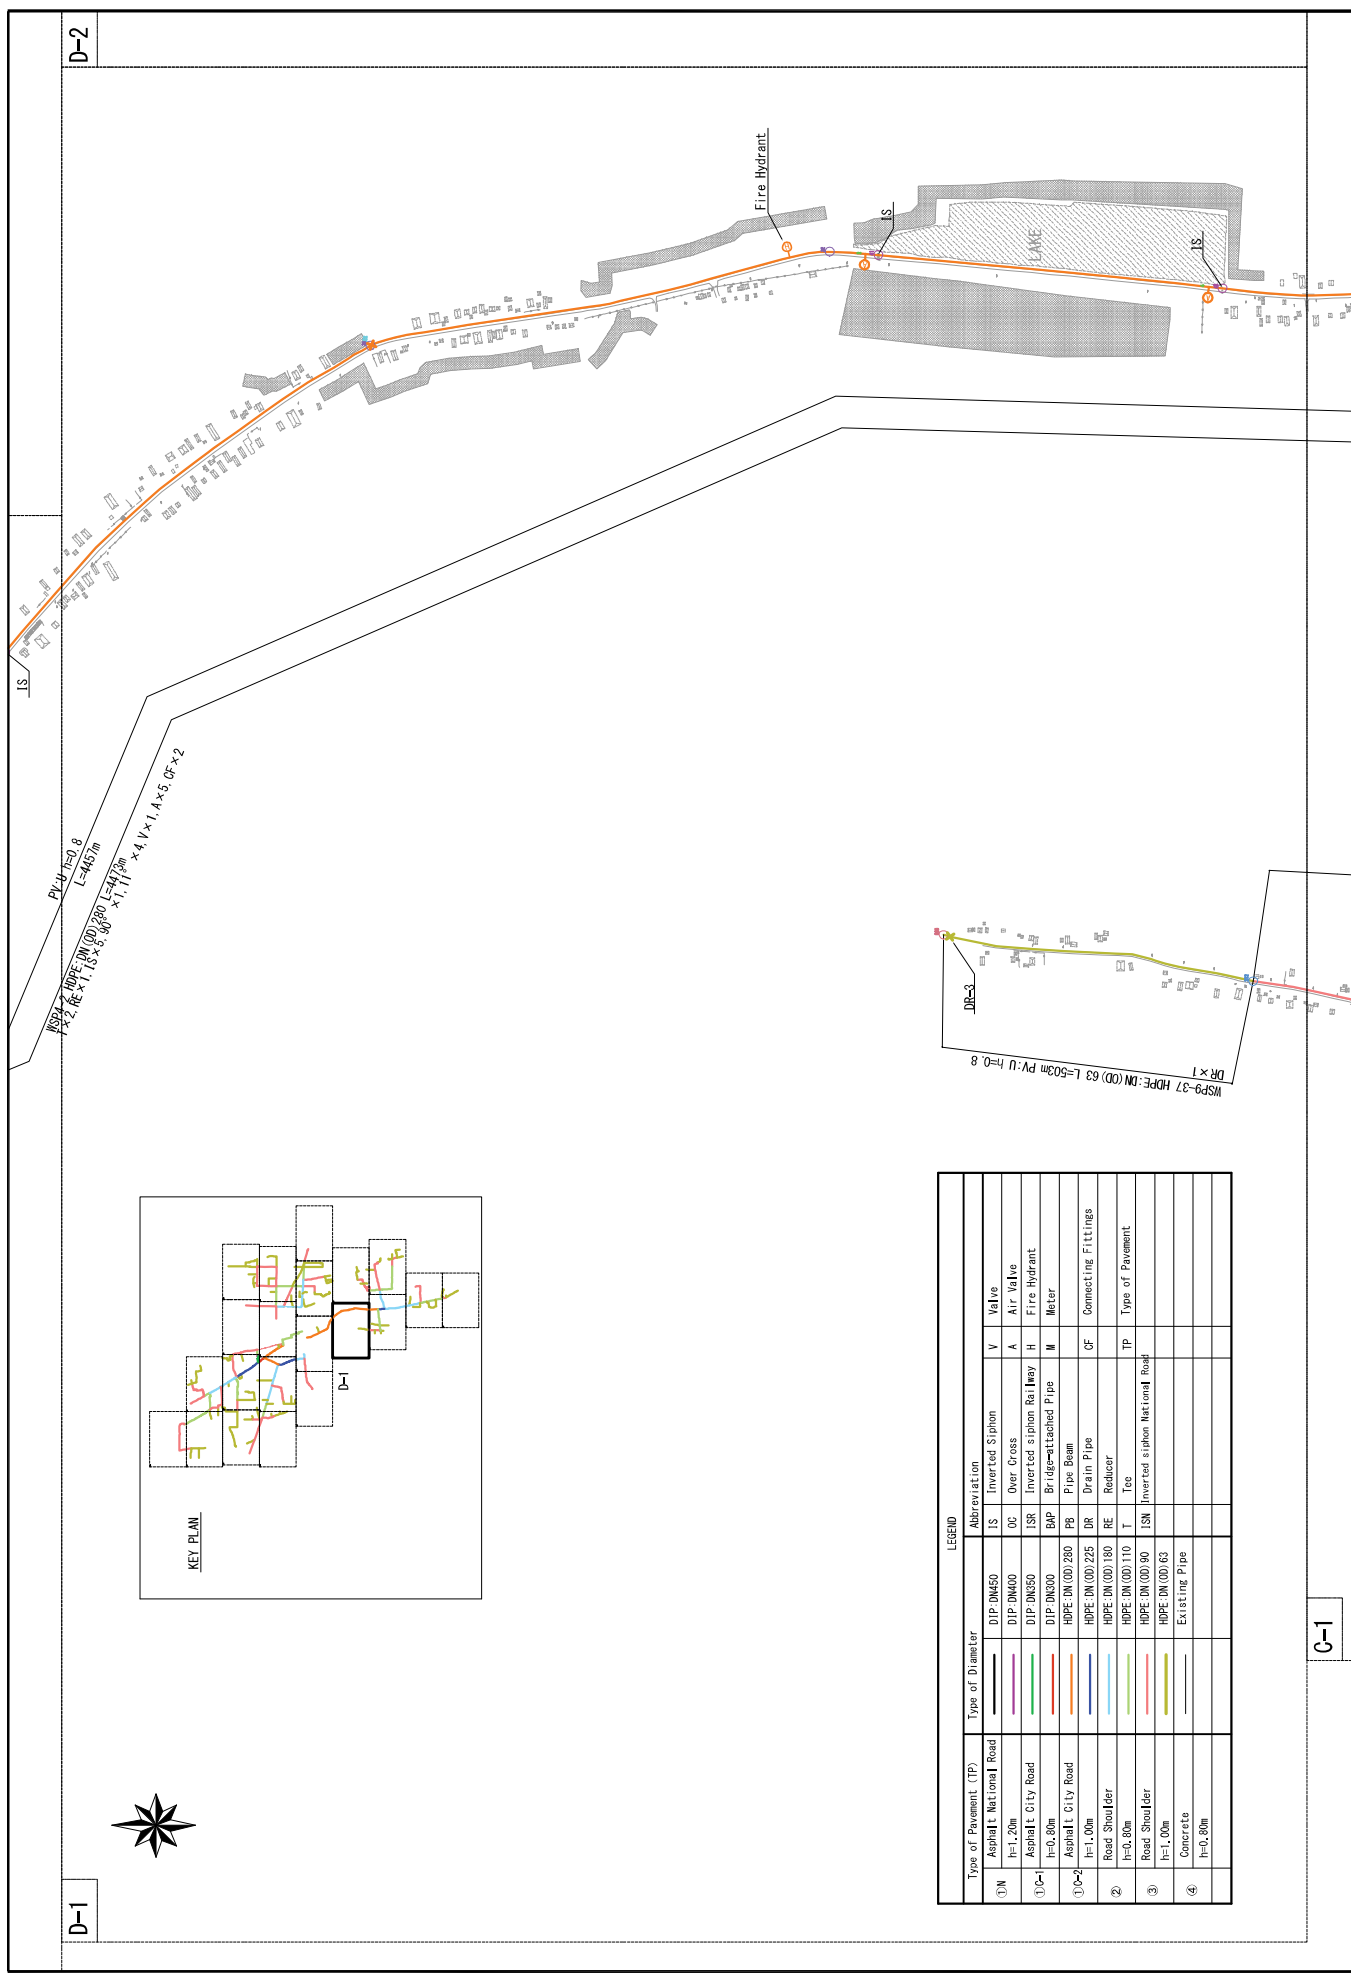 D-2
Fire Hydrant
IS
LAKE
IS
IS
PV:U h=0.8
L=4457m
WSP4-2 HDPE:DN(OD)280 L=4473m
T×2, RE×1, IS×5, 90°×1, 11°×4, V×1, A×5, CF×2
DR-3
WSP9-37 HDPE:DN(OD)63 L=503m PV:U h=0.8
DR×1
KEY PLAN
D-1
LEGEND
Type of Pavement (TP) Type of Diameter Abbreviation
①N Asphalt National Road DIP:DN450 IS Inverted Siphon V Valve
h=1.20m DIP:DN400 OC Over Cross A Air Valve
①C-1 Asphalt City Road DIP:DN350 ISR Inverted siphon Railway H Fire Hydrant
h=0.80m DIP:DN300 BAP Bridge-attached Pipe M Meter
①C-2 Asphalt City Road HDPE:DN(OD)280 PB Pipe Beam
h=1.00m HDPE:DN(OD)225 DR Drain Pipe CF Connecting Fittings
② Road Shoulder HDPE:DN(OD)180 RE Reducer
h=0.80m HDPE:DN(OD)110 T Tee TP Type of Pavement
③ Road Shoulder HDPE:DN(OD)90 ISN Inverted siphon National Road
h=1.00m HDPE:DN(OD)63
④ Concrete Existing Pipe
h=0.80m
D-1
C-1